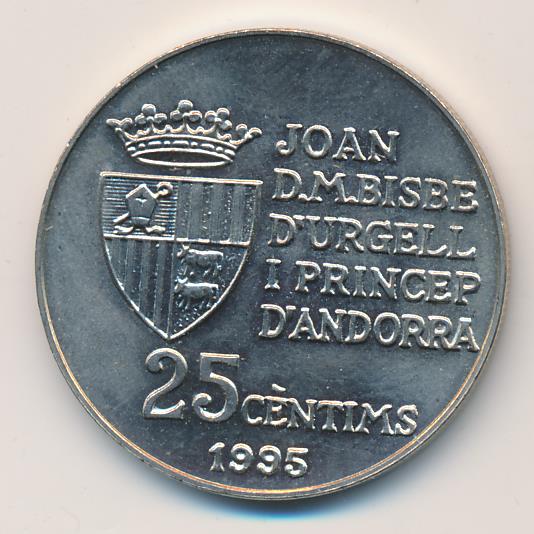 JOAN
D.M.BISBE
D'URGELL
I PRINCEP
D'ANDORRA
25 CÈNTIMS
1995